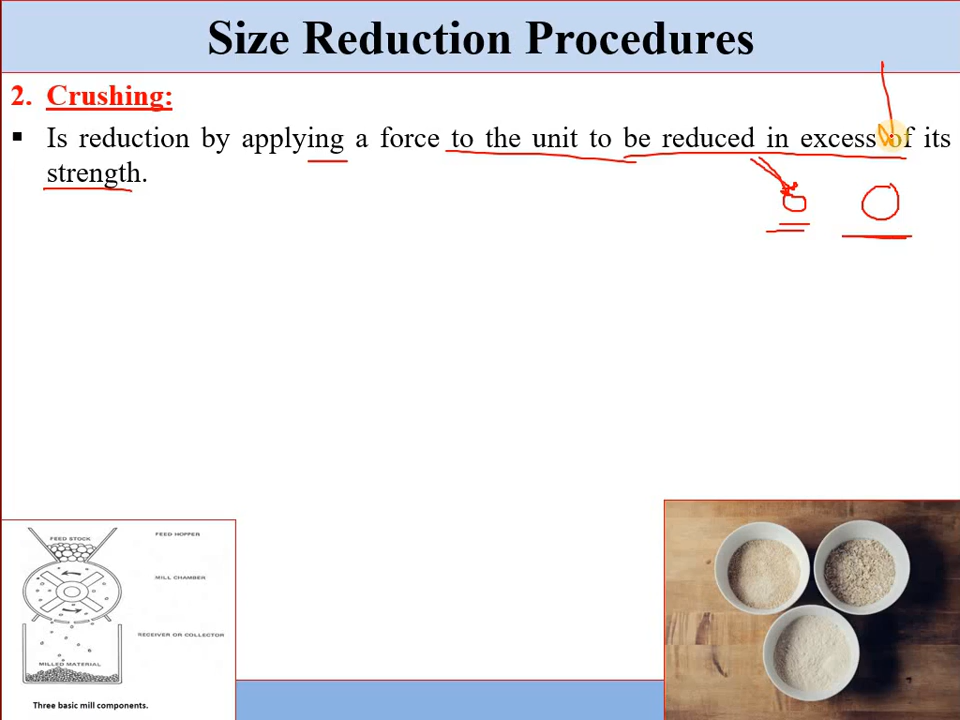 Size Reduction Procedures
2. Crushing:
▪ Is reduction by applying a force to the unit to be reduced in excess of its
strength.
FEED STOCK
FEED HOPPER
MILL CHAMBER
RECEIVER OR COLLECTOR
MILLED MATERIAL
Three basic mill components.